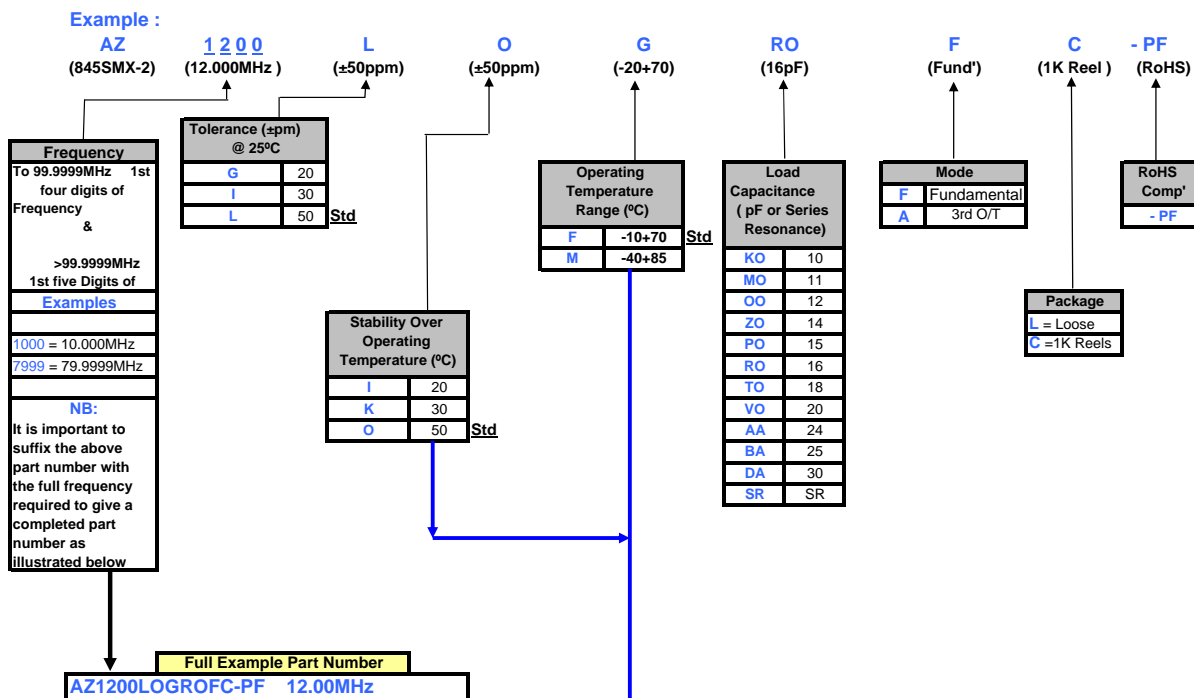 Example :
AZ 1200 L O G RO F C - PF
(845SMX-2) (12.000MHz ) (±50ppm) (±50ppm) (-20+70) (16pF) (Fund') (1K Reel ) (RoHS)
Frequency
To 99.9999MHz 1st
four digits of
Frequency
&
>99.9999MHz
1st five Digits of
Examples
1000 = 10.000MHz
7999 = 79.9999MHz
NB:
It is important to
suffix the above
part number with
the full frequency
required to give a
completed part
number as
illustrated below
Tolerance (±pm)
@ 25ºC
G 20
I 30
L 50 Std
Stability Over
Operating
Temperature (ºC)
I 20
K 30
O 50 Std
Operating
Temperature
Range (ºC)
F -10+70 Std
M -40+85
Load
Capacitance
( pF or Series
Resonance)
KO 10
MO 11
OO 12
ZO 14
PO 15
RO 16
TO 18
VO 20
AA 24
BA 25
DA 30
SR SR
Mode
F Fundamental
A 3rd O/T
Package
L = Loose
C =1K Reels
RoHS
Comp'
- PF
Full Example Part Number
AZ1200LOGROFC-PF 12.00MHz